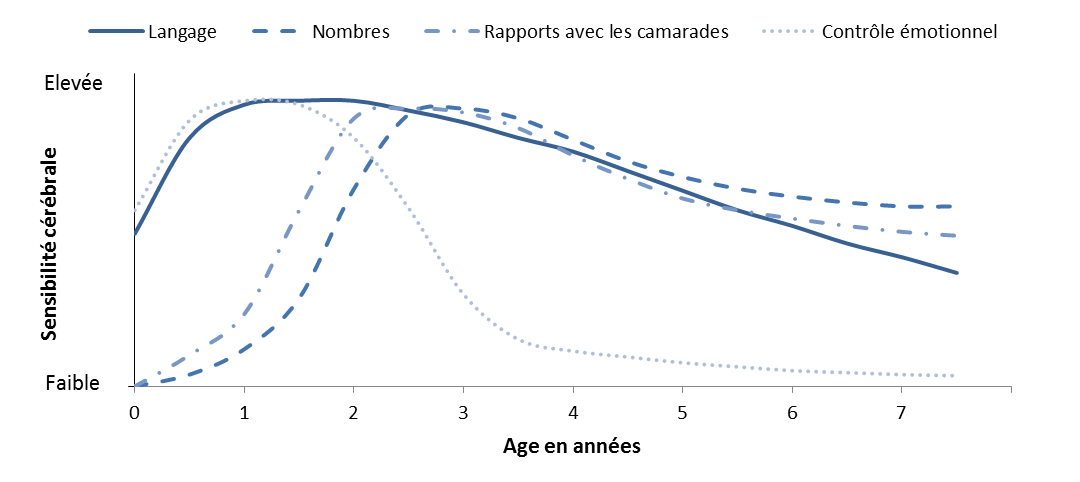 Langage Nombres Rapports avec les camarades Contrôle émotionnel
Elevée
Sensibilité cérébrale
Faible
0 1 2 3 4 5 6 7
Age en années